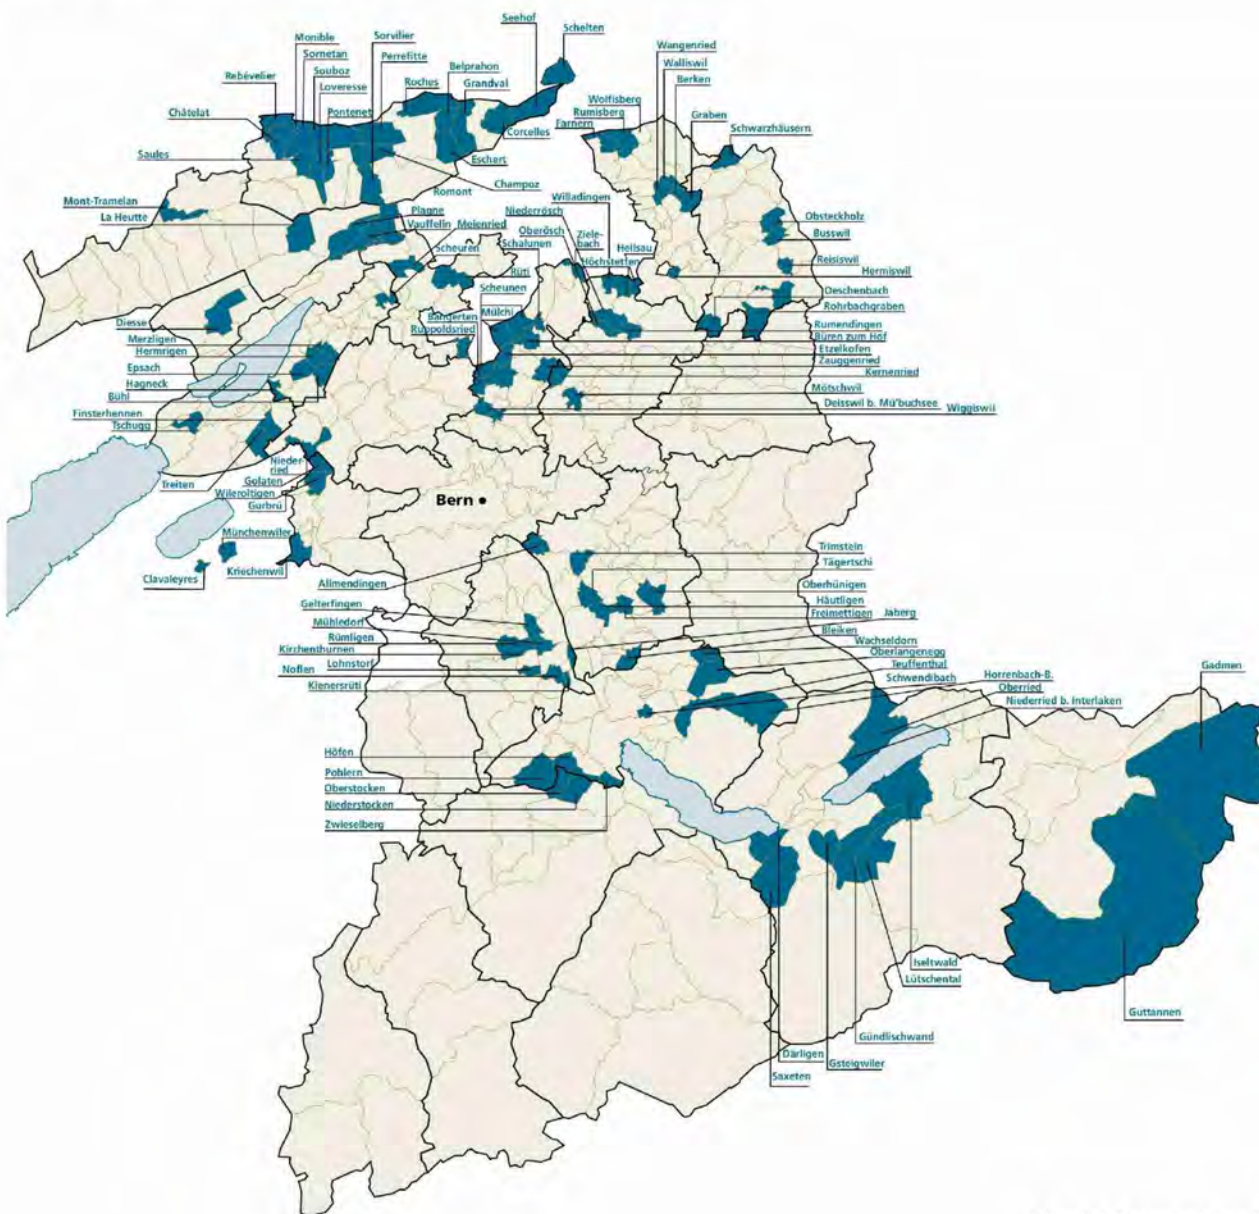 Seehof
Schelten
Monible
Sorvilier
Sornetan
Perrefitte
Wangenried
Souboz
Belprahon
Walliswil
Rebévelier
Loveresse
Roches
Grandval
Berken
Châtelat
Pontenet
Wolfisberg
Rumisberg
Graben
Farnern
Schwarzhäusern
Corcelles
Saules
Eschert
Champoz
Mont-Tramelan
Romont
Willadingen
La Heutte
Plagne
Meienried
Niederrösch
Obsteckholz
Vauffelin
Oberösch
Ziele-
bach
Scheuren
Schalunen
Heilsau
Busswil
Höchstetten
Reisiswil
Rüti
Hermiswil
Scheunen
Oeschenbach
Diesse
Bangerten
Mülchi
Rohrbachgraben
Merzligen
Ruppoldsried
Rumendingen
Hermrigen
Büren zum Hof
Etzelkofen
Epsach
Zauggenried
Hagneck
Kernenried
Bühl
Mötschwil
Finsterhennen
Deisswil b. Mü'buchsee
Wiggiswil
Tschugg
Nieder-
ried
Treiten
Golaten
Wileroltigen
Gurbrü
Bern
Münchenwiler
Clavaleyres
Kriechenwil
Allmendingen
Trimstein
Tägertschi
Oberhünigen
Gelterfingen
Häutligen
Mühledorf
Freimettigen
Jaberg
Rümligen
Bleiken
Kirchenthurnen
Wachseldorn
Lohnstorf
Oberlangenegg
Noflen
Teuffenthal
Kienersrüti
Schwendibach
Horrenbach-B.
Gadmen
Oberried
Niederried b. Interlaken
Höfen
Pohlern
Oberstocken
Niederstocken
Zwieselberg
Iseltwald
Lütschental
Guttannen
Gündlischwand
Därligen
Gsteigwiler
Saxeten